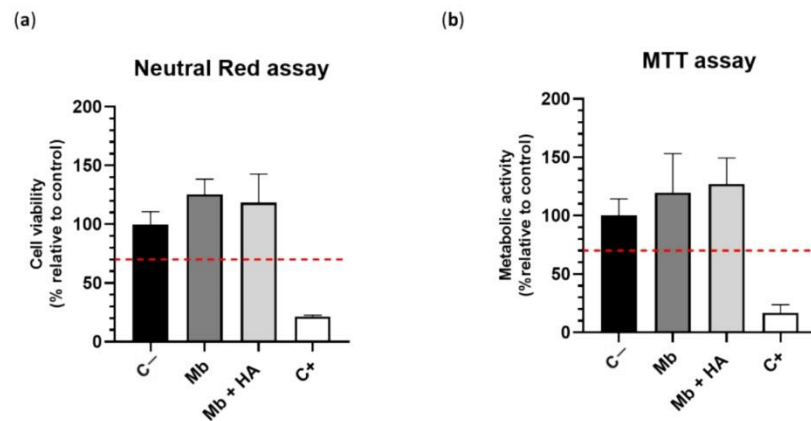 (a)
Neutral Red assay
Cell viability
(% relative to control)
200
150
100
50
0
C−
Mb
Mb + HA
C+
(b)
MTT assay
Metabolic activity
(%relative to control)
200
150
100
50
0
C−
Mb
Mb + HA
C+